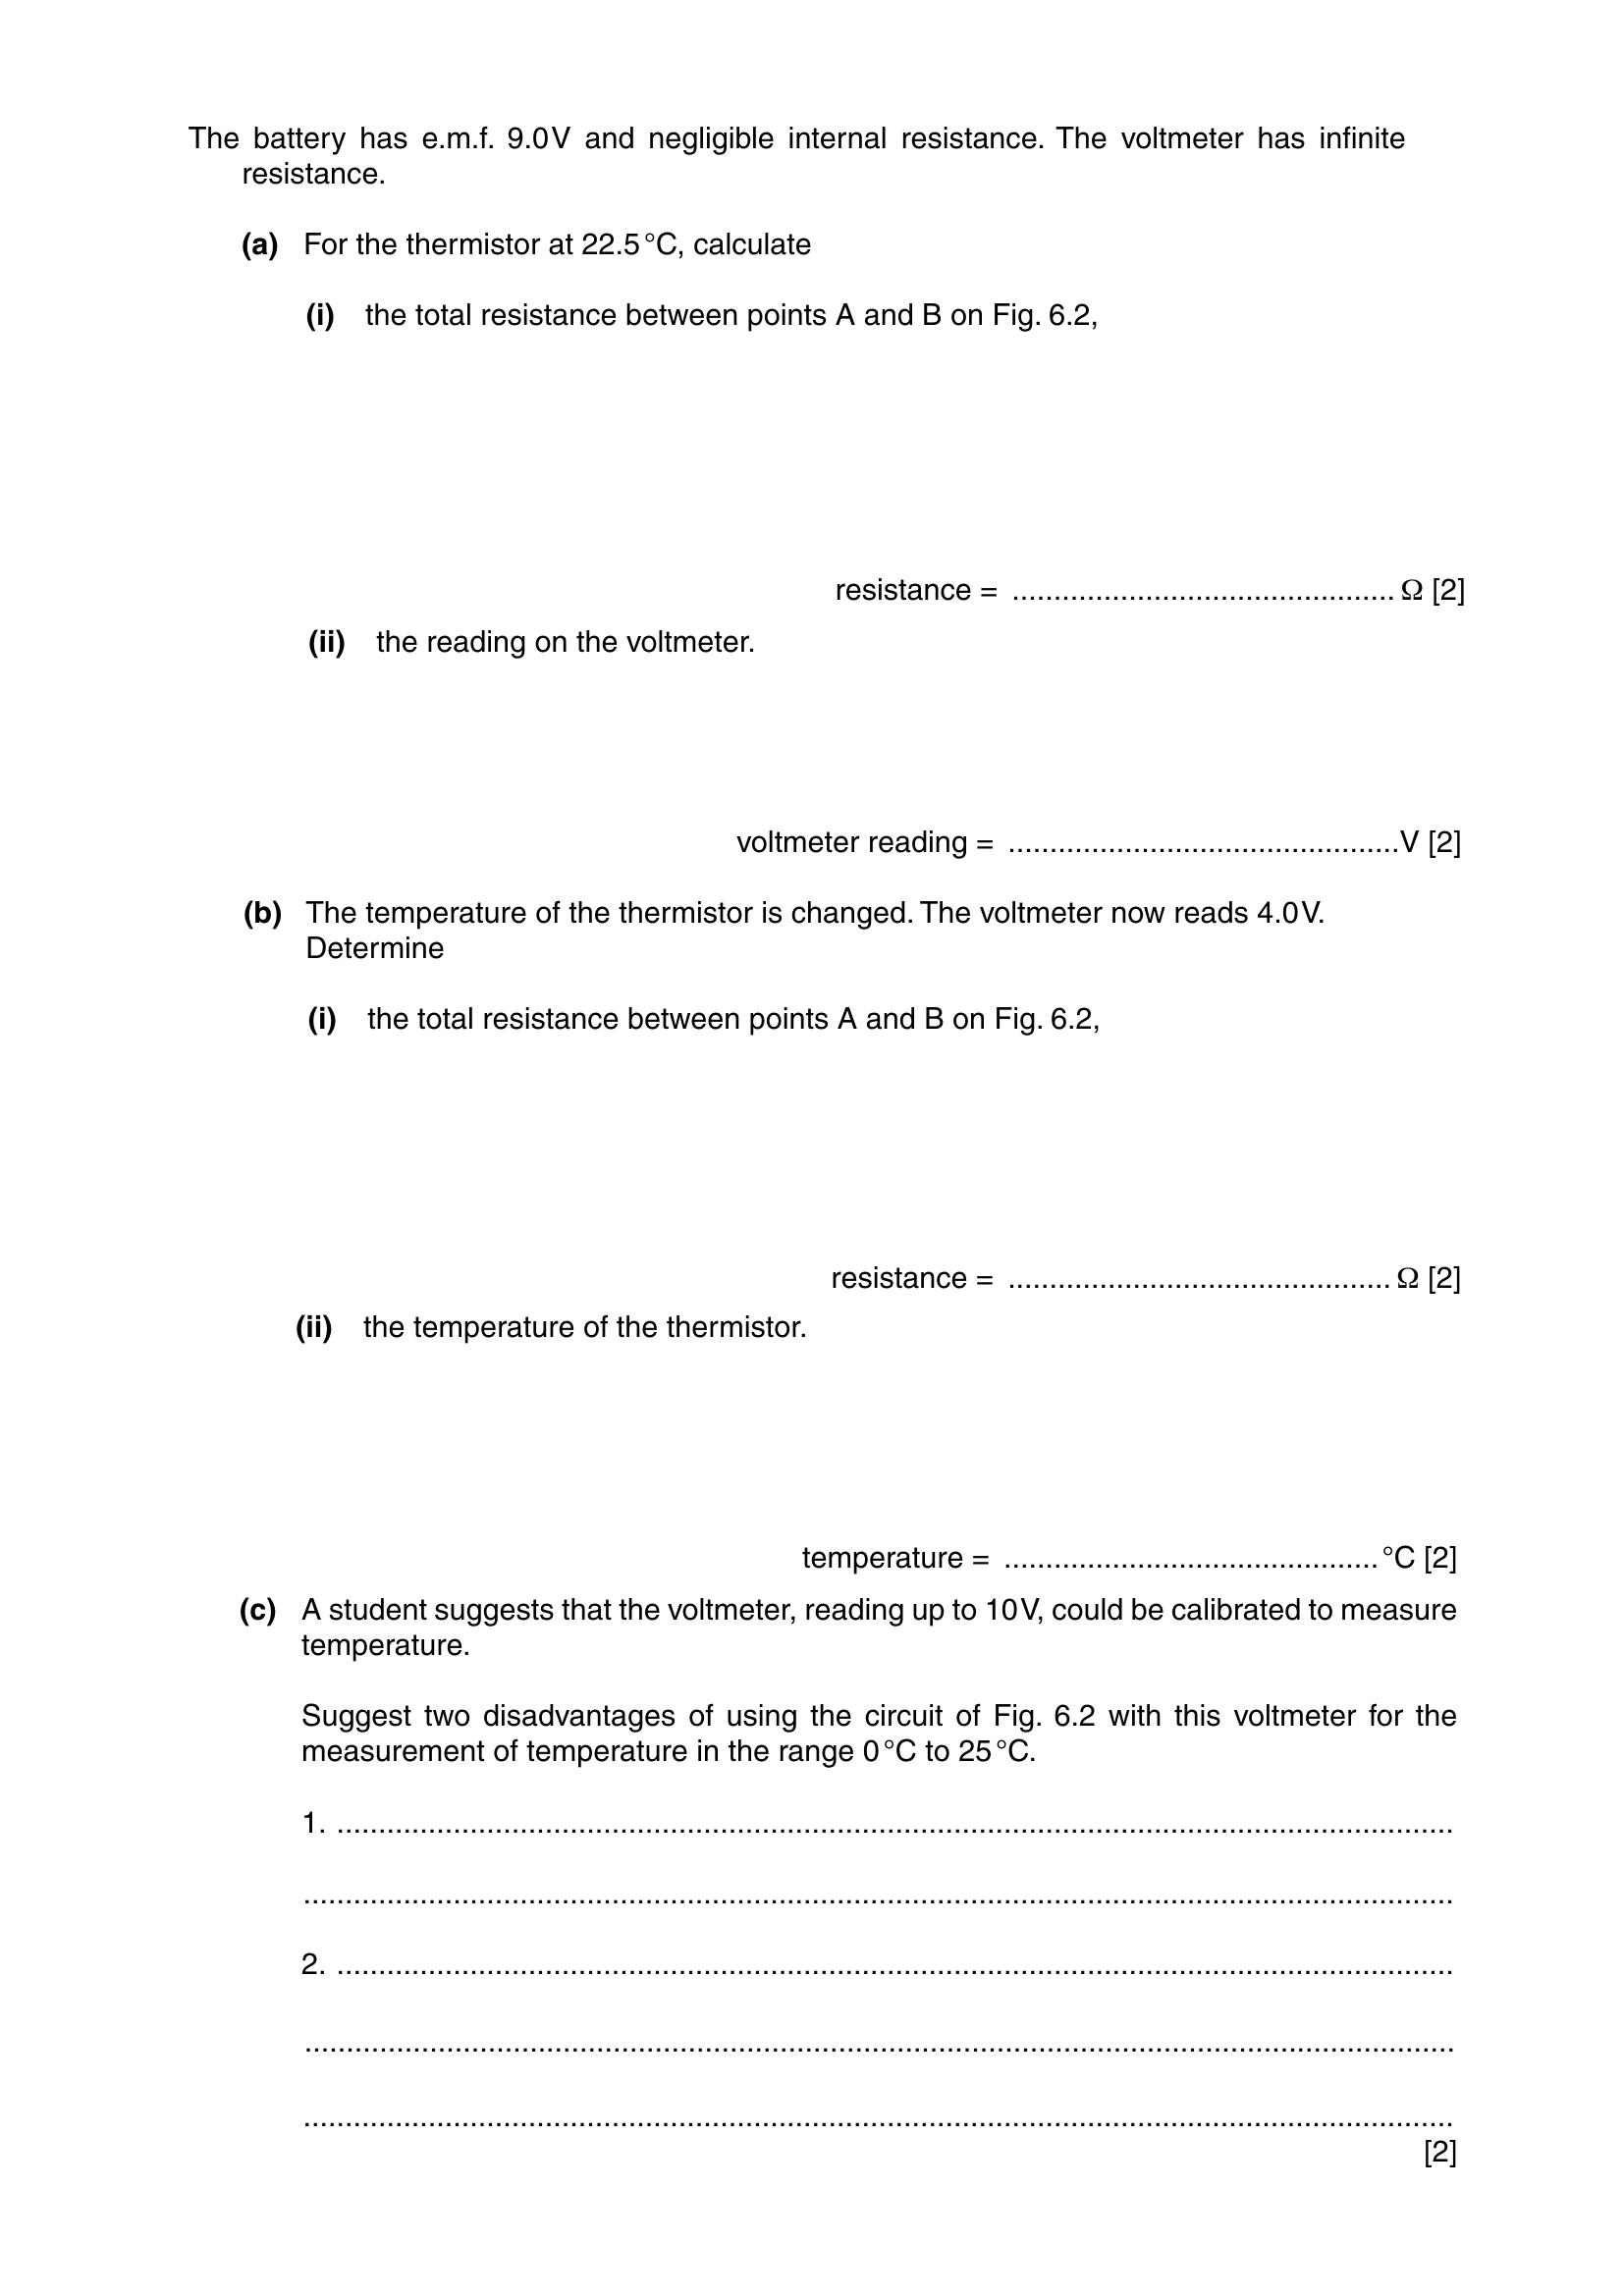 The battery has e.m.f. 9.0V and negligible internal resistance. The voltmeter has infinite
resistance.
(a) For the thermistor at 22.5°C, calculate
(i) the total resistance between points A and B on Fig. 6.2,
resistance = .............................................. Ω [2]
(ii) the reading on the voltmeter.
voltmeter reading = ...............................................V [2]
(b) The temperature of the thermistor is changed. The voltmeter now reads 4.0V.
Determine
(i) the total resistance between points A and B on Fig. 6.2,
resistance = .............................................. Ω [2]
(ii) the temperature of the thermistor.
temperature = .............................................°C [2]
(c) A student suggests that the voltmeter, reading up to 10V, could be calibrated to measure
temperature.
Suggest two disadvantages of using the circuit of Fig. 6.2 with this voltmeter for the
measurement of temperature in the range 0°C to 25°C.
1. ......................................................................................................................................
..........................................................................................................................................
2. ......................................................................................................................................
..........................................................................................................................................
..........................................................................................................................................
[2]